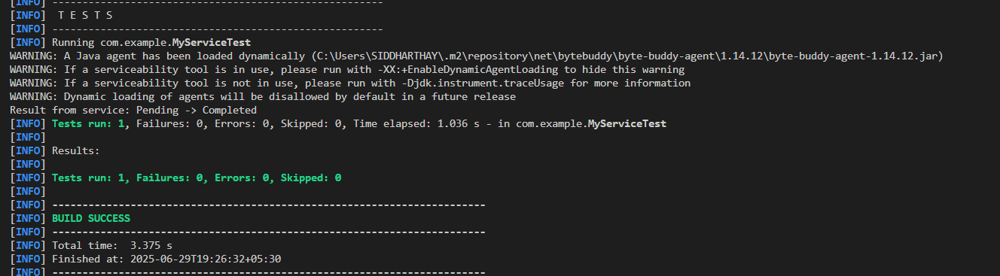 [INFO] -------------------------------------------------------
[INFO]  T E S T S
[INFO] -------------------------------------------------------
[INFO] Running com.example.MyServiceTest
WARNING: A Java agent has been loaded dynamically (C:\Users\SIDDHARTHAY\.m2\repository\net\bytebuddy\byte-buddy-agent\1.14.12\byte-buddy-agent-1.14.12.jar)
WARNING: If a serviceability tool is in use, please run with -XX:+EnableDynamicAgentLoading to hide this warning
WARNING: If a serviceability tool is not in use, please run with -Djdk.instrument.traceUsage for more information
WARNING: Dynamic loading of agents will be disallowed by default in a future release
Result from service: Pending -> Completed
[INFO] Tests run: 1, Failures: 0, Errors: 0, Skipped: 0, Time elapsed: 1.036 s - in com.example.MyServiceTest
[INFO]
[INFO] Results:
[INFO]
[INFO] Tests run: 1, Failures: 0, Errors: 0, Skipped: 0
[INFO]
[INFO] ------------------------------------------------------------------------
[INFO] BUILD SUCCESS
[INFO] ------------------------------------------------------------------------
[INFO] Total time:  3.375 s
[INFO] Finished at: 2025-06-29T19:26:32+05:30
[INFO] ------------------------------------------------------------------------